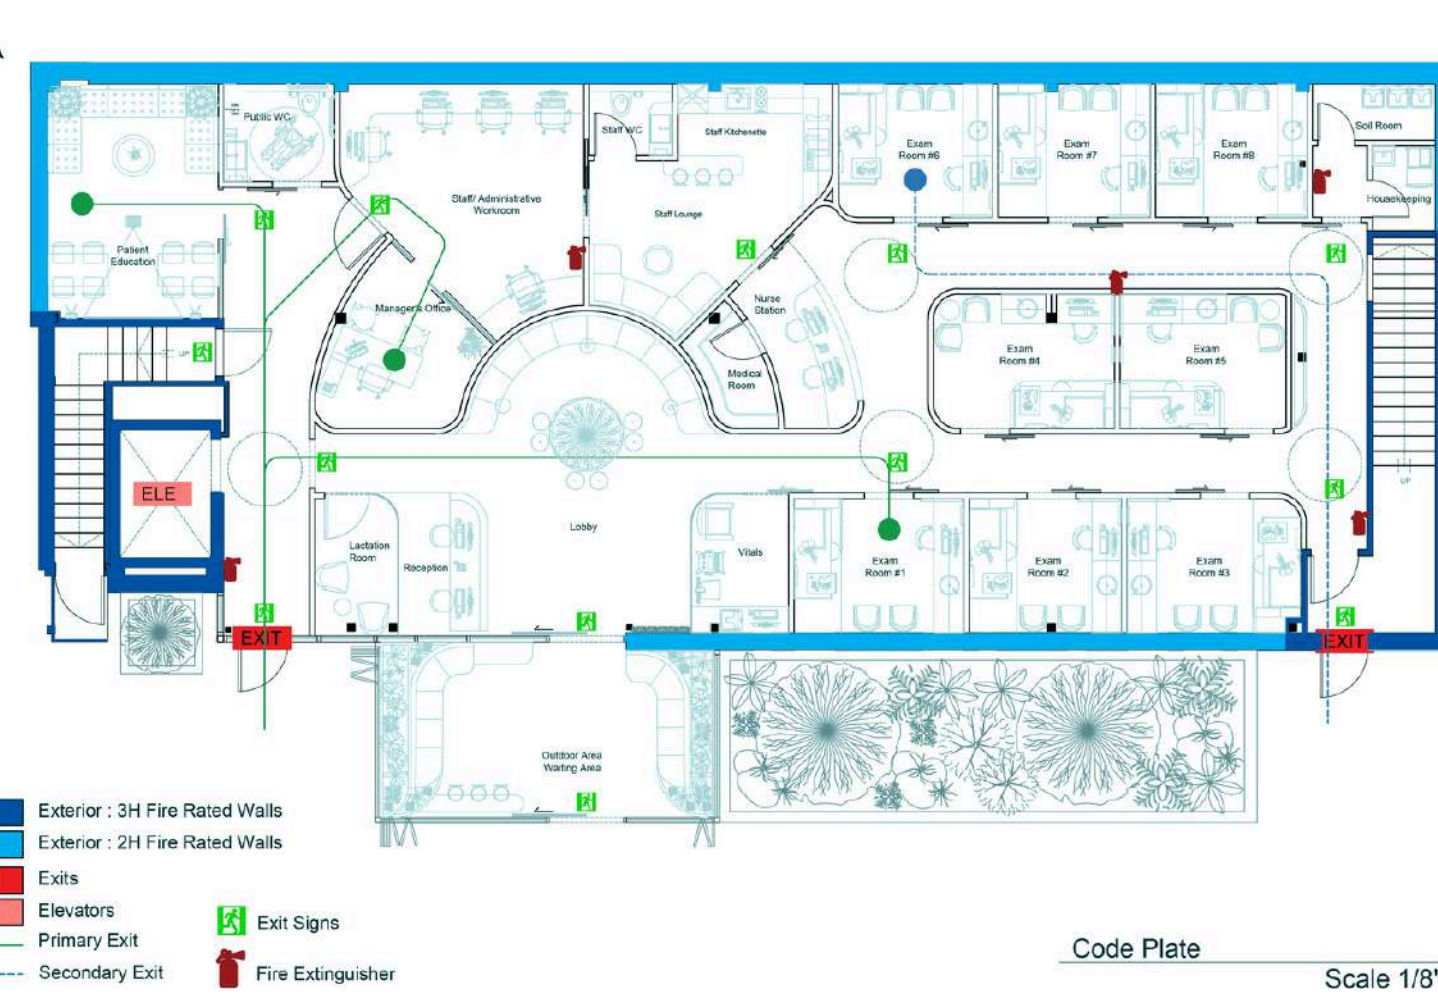 Public WC
Staff WC
Staff Kitchenette
Exam
Room #6
Exam
Room #7
Exam
Room #8
Soil Room
Staff/ Administrative
Workroom
Staff Lounge
Housekeeping
Patient
Education
Manager's Office
Nurse
Station
UP
Exam
Room #4
Exam
Room #5
Medical
Room
ELE
UP
Lobby
Lactation
Room
Reception
Vitals
Exam
Room #1
Exam
Room #2
Exam
Room #3
EXIT
EXIT
Outdoor Area
Waiting Area
Exterior : 3H Fire Rated Walls
Exterior : 2H Fire Rated Walls
Exits
Elevators
Primary Exit
Secondary Exit
Exit Signs
Fire Extinguisher
Code Plate
Scale 1/8"